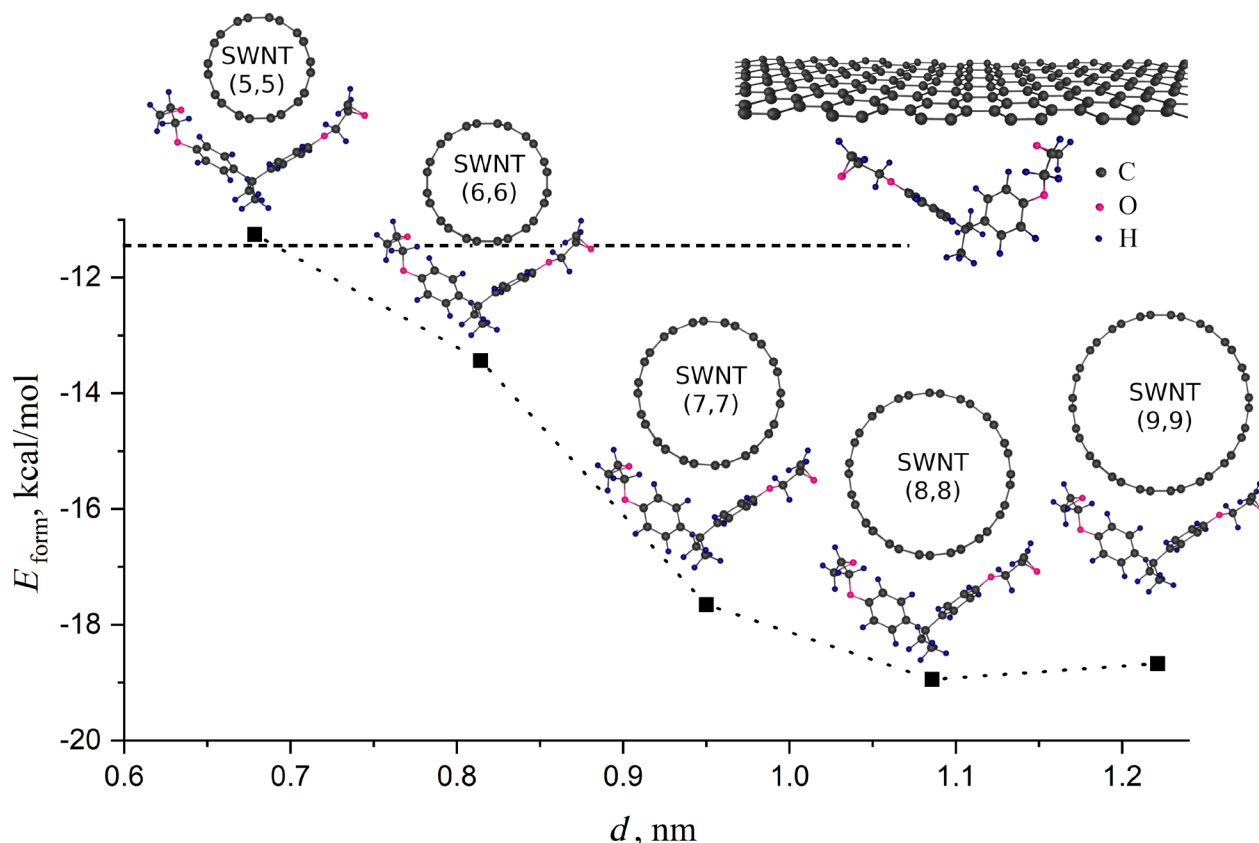 SWNT
(5,5)
SWNT
(6,6)
C
O
H
-12
SWNT
(7,7)
SWNT
(9,9)
-14
SWNT
(8,8)
-16
-18
-20
E form, kcal/mol
0.6 0.7 0.8 0.9 1.0 1.1 1.2
d, nm